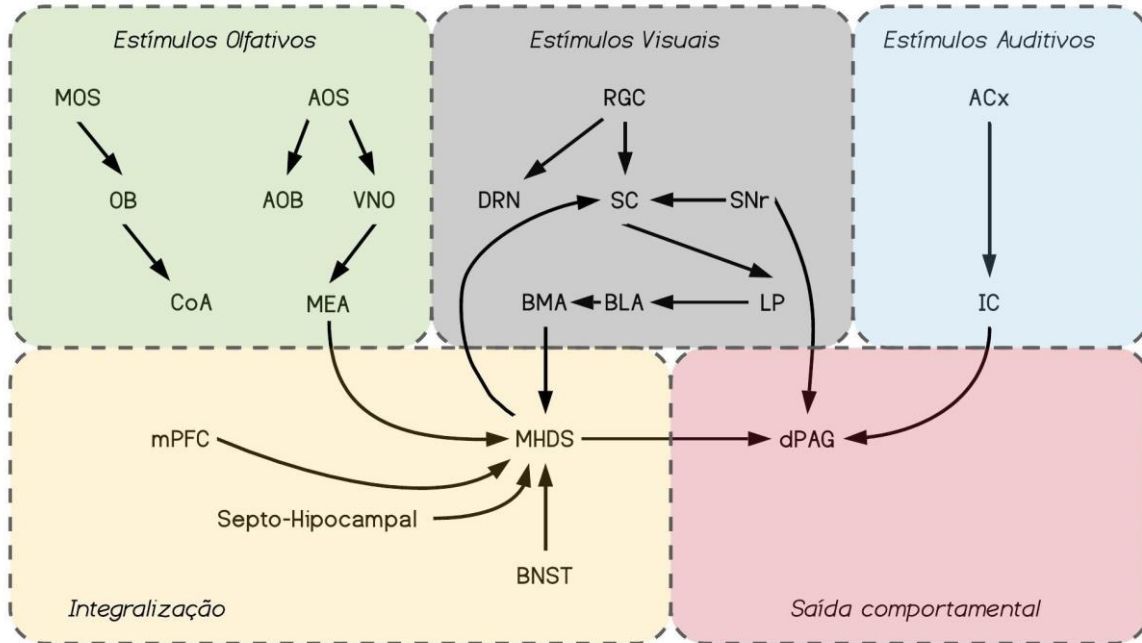 Estímulos Olfativos
Estímulos Visuais
Estímulos Auditivos
MOS
AOS
RGC
ACx
OB
AOB
VNO
DRN
SC
SNr
CoA
MEA
BMA
BLA
LP
IC
mPFC
MHDS
dPAG
Septo-Hipocampal
BNST
Integralização
Saída comportamental